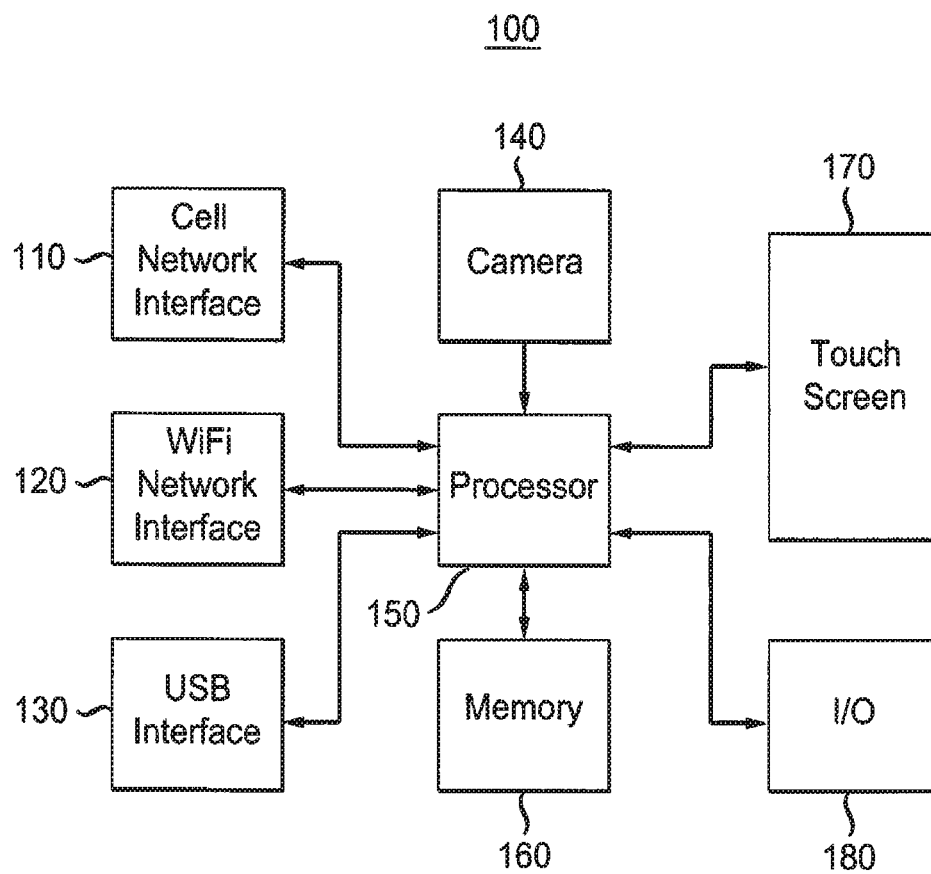 100
140
170
110
Cell
Network
Interface
Camera
Touch
Screen
120
WiFi
Network
Interface
Processor
150
130
USB
Interface
Memory
I/O
160
180